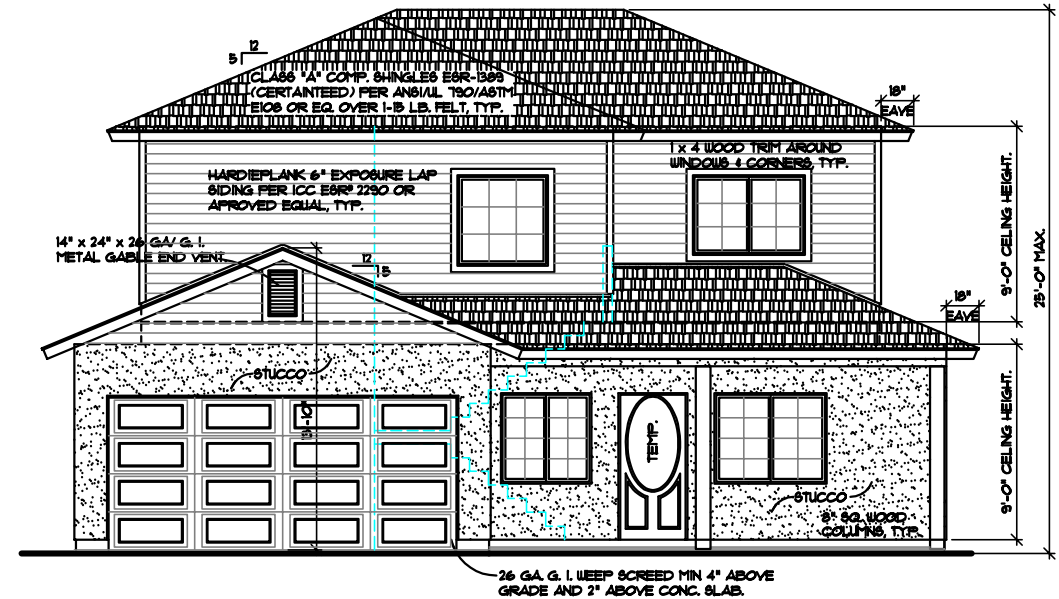 12
5
CLASS "A" COMP. SHINGLES ESR-1389
(CERTAINTEED) PER ANSI/UL 790/ASTM
E108 OR EQ. OVER 1-15 LB. FELT, TYP.
18"
EAVE
1 x 4 WOOD TRIM AROUND
WINDOWS & CORNERS, TYP.
HARDIEPLANK 6" EXPOSURE LAP
SIDING PER ICC ESR# 2290 OR
APROVED EQUAL, TYP.
9'-0" CELING HEIGHT.
25'-0" MAX.
14" x 24" x 26 GA/ G. I.
METAL GABLE END VENT.
12
5
18"
EAVE
STUCCO
13'-10"
TEMP.
9'-0" CELING HEIGHT.
STUCCO
8" SQ. WOOD
COLUMNS, TYP.
26 GA. G. I. WEEP SCREED MIN 4" ABOVE
GRADE AND 2" ABOVE CONC. SLAB.